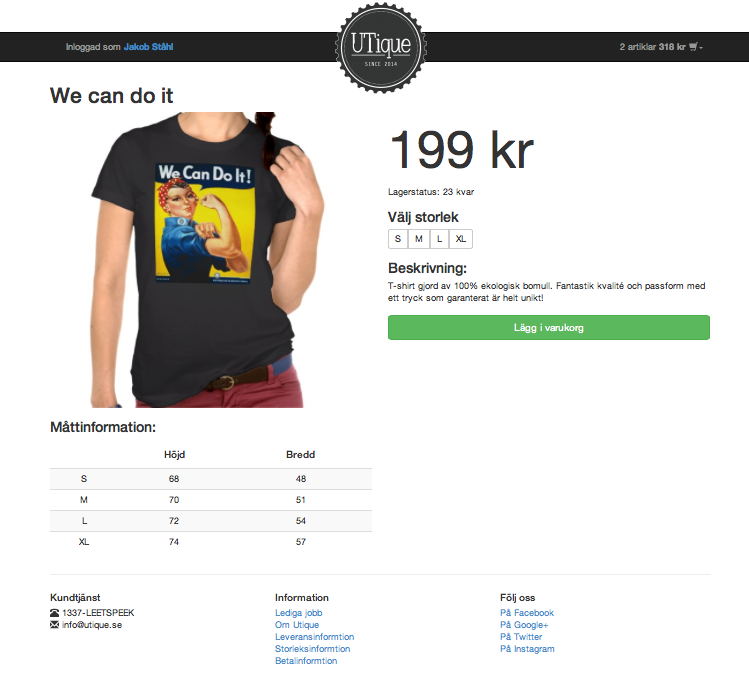 Inloggad som Jakob Ståhl
UTique
SINCE 2014
2 artiklar 318 kr
We can do it
We Can Do It!
199 kr
Lagerstatus: 23 kvar
Välj storlek
S M L XL
Beskrivning:
T-shirt gjord av 100% ekologisk bomull. Fantastik kvalité och passform med
ett tryck som garanterat är helt unikt!
Lägg i varukorg
Måttinformation:
Höjd Bredd
S 68 48
M 70 51
L 72 54
XL 74 57
Kundtjänst
1337-LEETSPEEK
info@utique.se
Information
Lediga jobb
Om Utique
Leveransinformtion
Storleksinformtion
Betalinformtion
Följ oss
På Facebook
På Google+
På Twitter
På Instagram